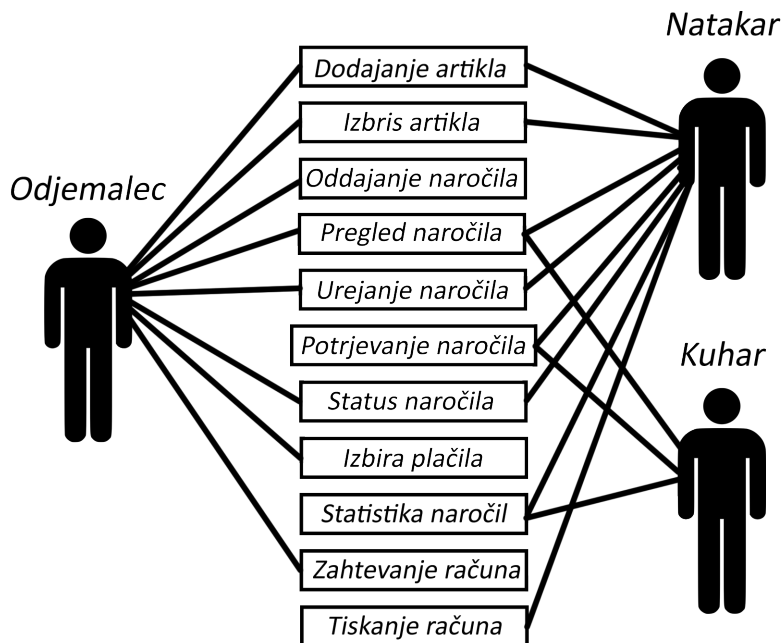 Natakar
Dodajanje artikla
Izbris artikla
Odjemalec
Oddajanje naročila
Pregled naročila
Urejanje naročila
Potrjevanje naročila
Kuhar
Status naročila
Izbira plačila
Statistika naročil
Zahtevanje računa
Tiskanje računa